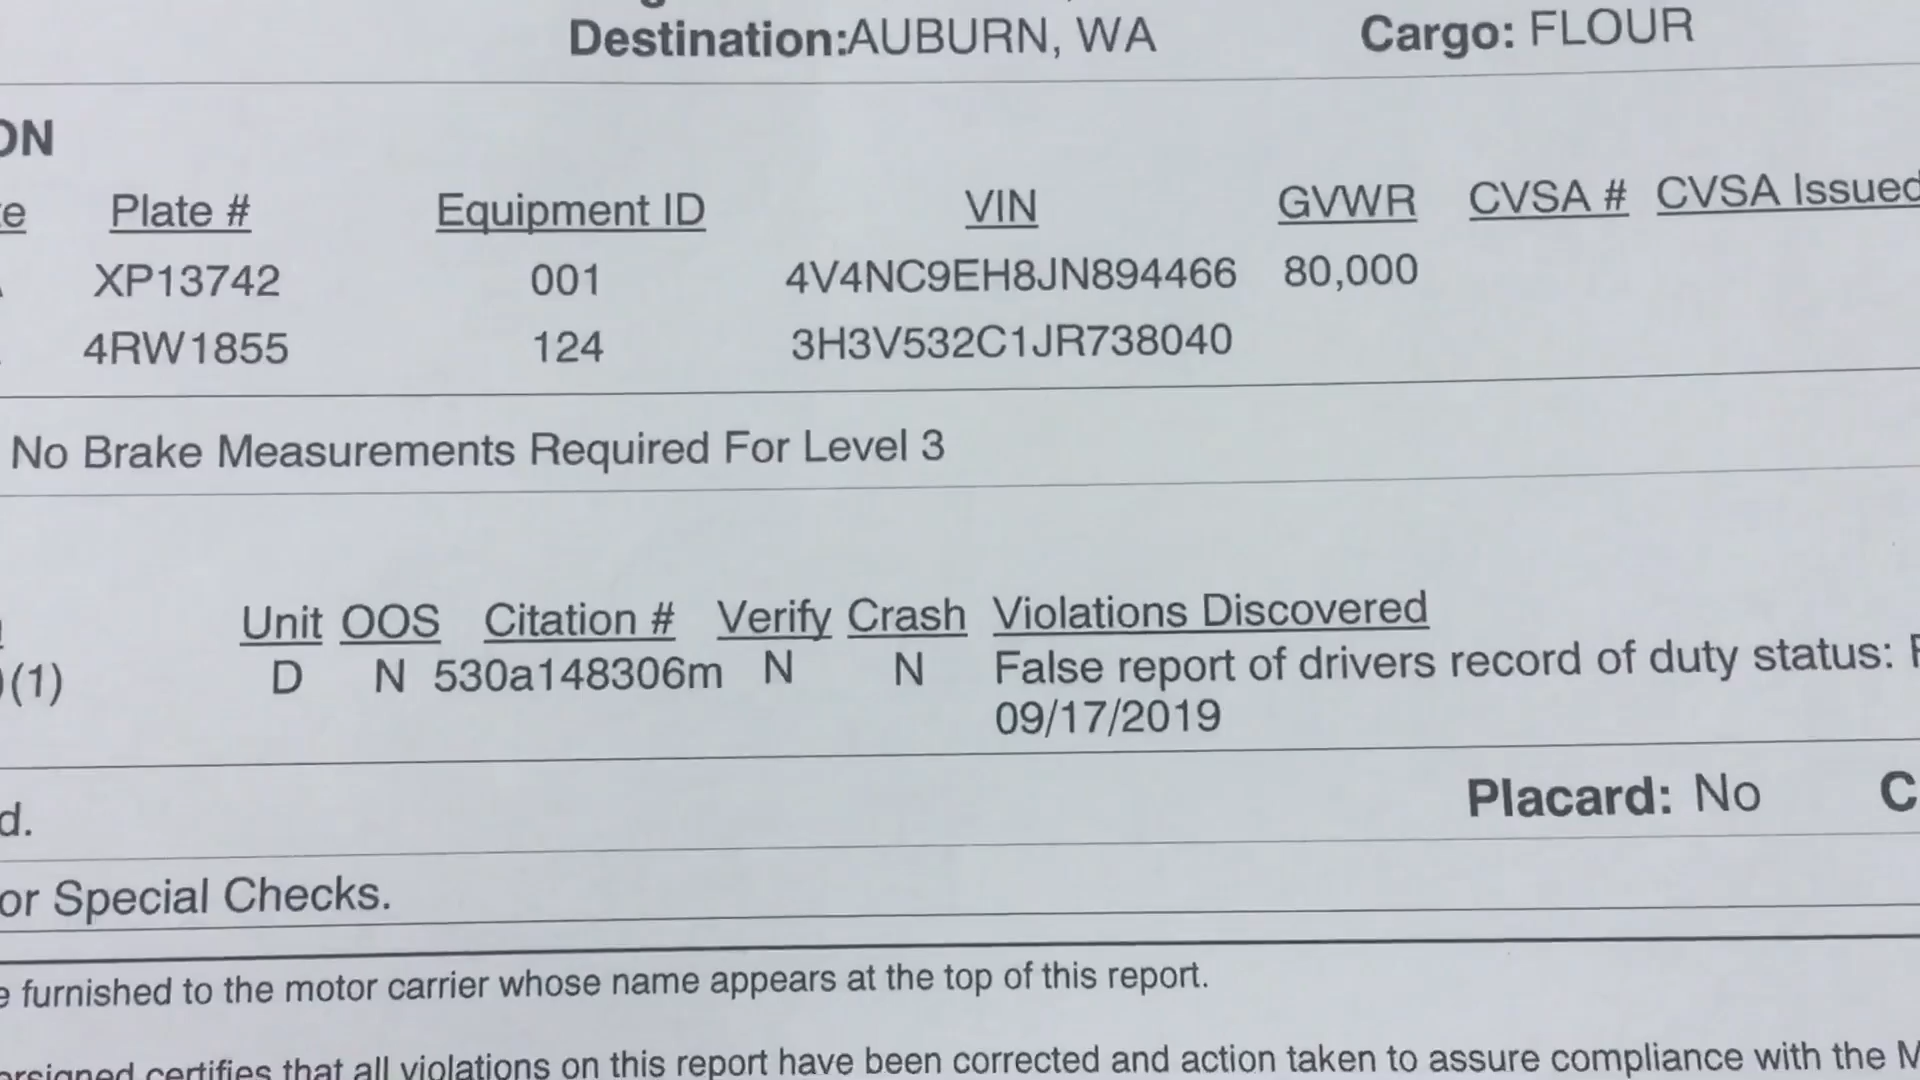 Destination:AUBURN, WA Cargo: FLOUR
ON
Plate # Equipment ID VIN GVWR CVSA # CVSA Issued
XP13742 001 4V4NC9EH8JN894466 80,000
4RW1855 124 3H3V532C1JR738040
No Brake Measurements Required For Level 3
Unit OOS Citation # Verify Crash Violations Discovered
)(1) D N 530a148306m N N False report of drivers record of duty status:
09/17/2019
d. Placard: No C
or Special Checks.
e furnished to the motor carrier whose name appears at the top of this report.
ersigned certifies that all violations on this report have been corrected and action taken to assure compliance with the M